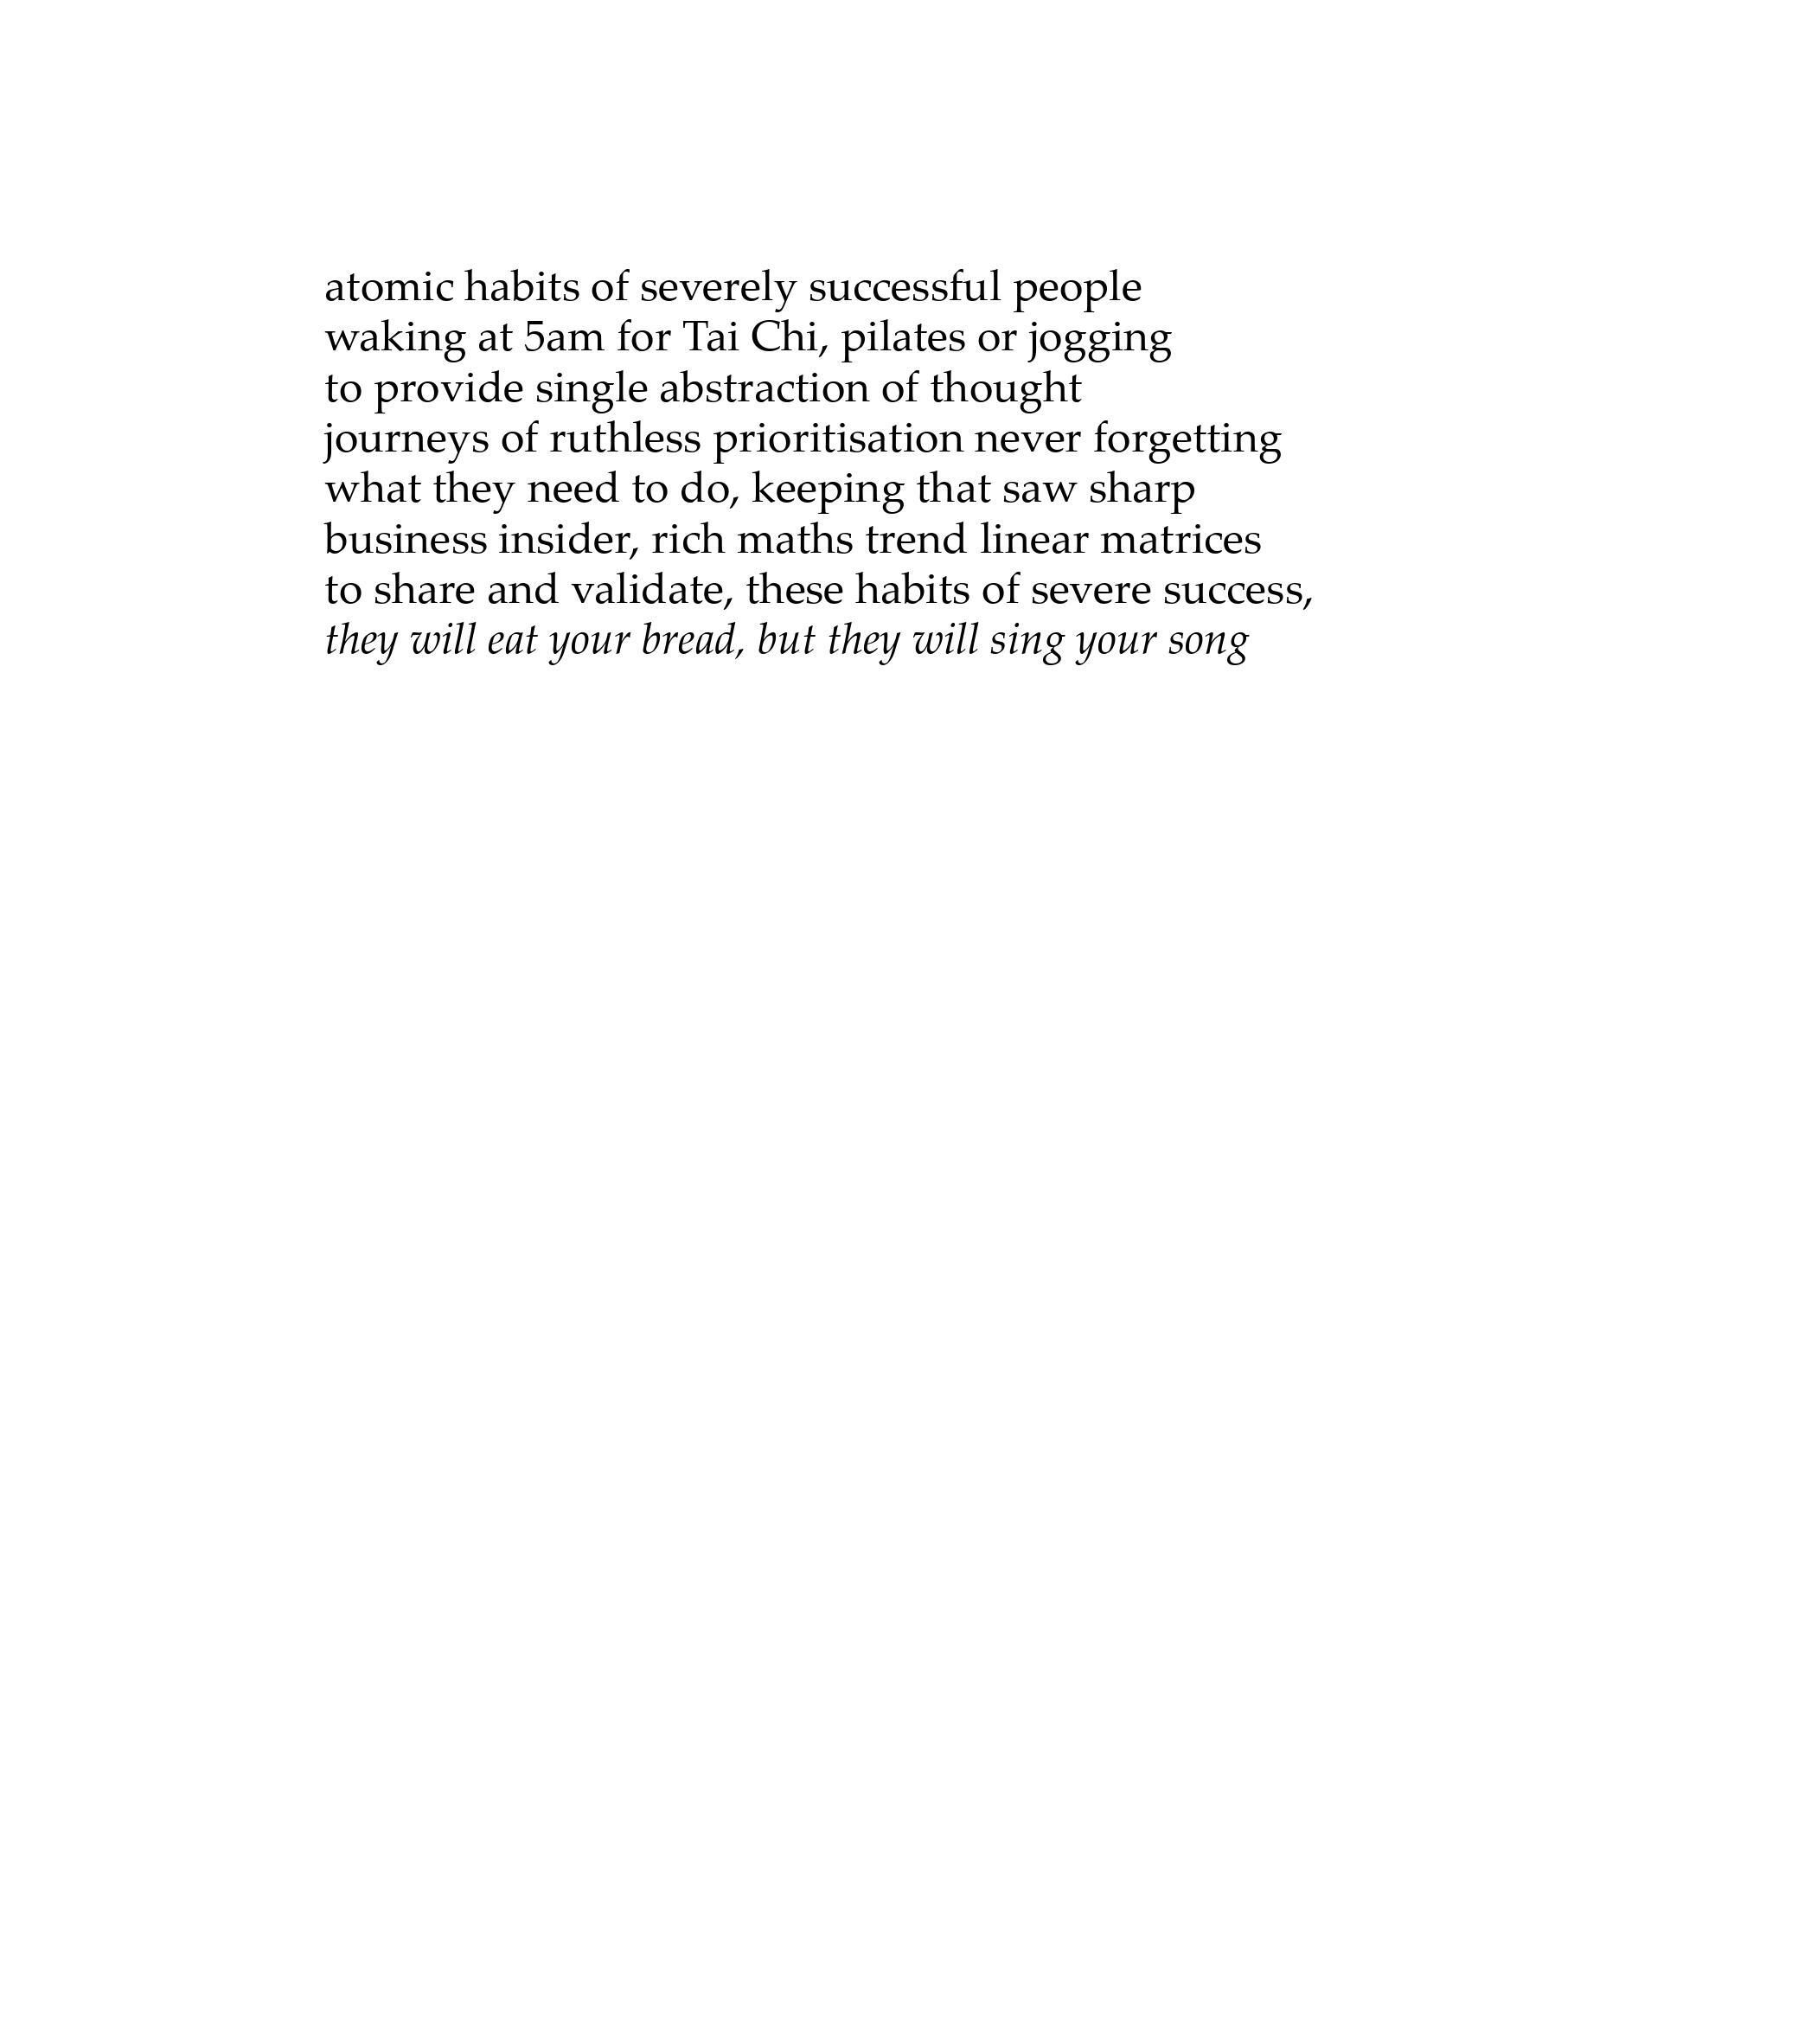 atomic habits of severely successful people
waking at 5am for Tai Chi, pilates or jogging
to provide single abstraction of thought
journeys of ruthless prioritisation never forgetting
what they need to do, keeping that saw sharp
business insider, rich maths trend linear matrices
to share and validate, these habits of severe success,
they will eat your bread, but they will sing your song